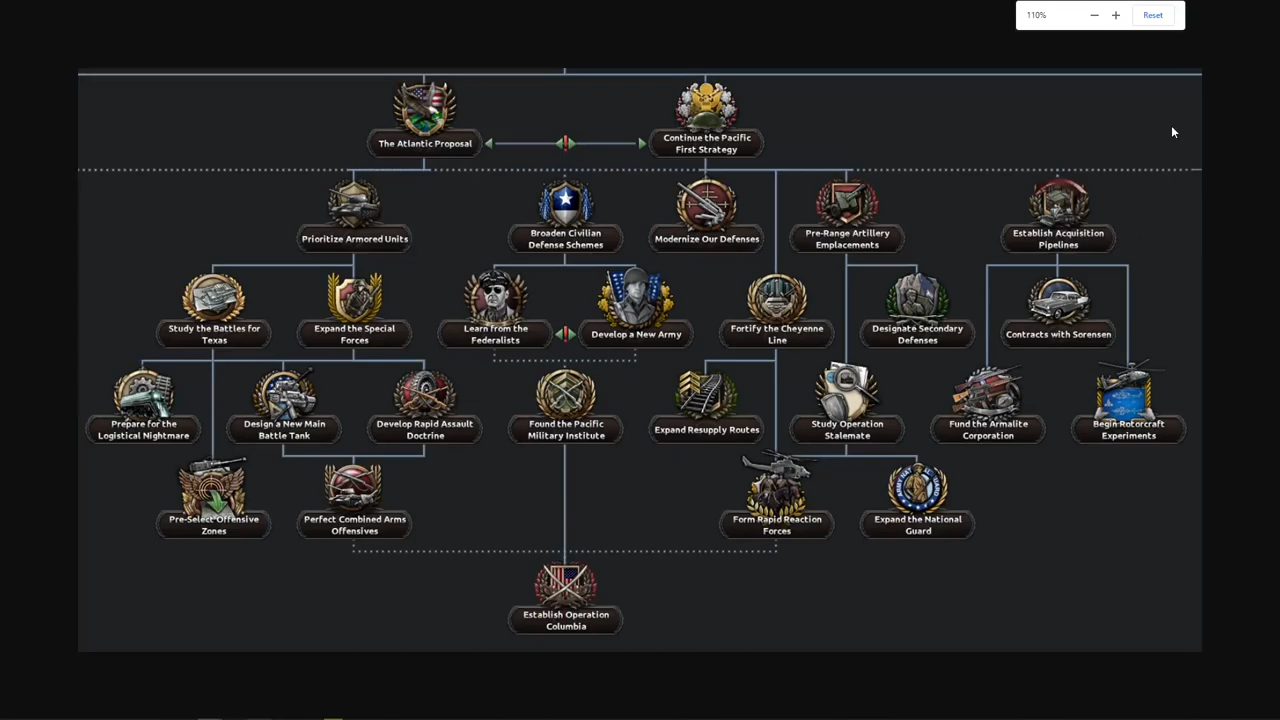 110%
Reset
The Atlantic Proposal
Continue the Pacific
First Strategy
Prioritize Armored Units
Broaden Civilian
Defense Schemes
Modernize Our Defenses
Pre-Range Artillery
Emplacements
Establish Acquisition
Pipelines
Study the Battles for
Texas
Expand the Special
Forces
Learn from the
Federalists
Develop a New Army
Fortify the Cheyenne
Line
Designate Secondary
Defenses
Contracts with Sorensen
Prepare for the
Logistical Nightmare
Design a New Main
Battle Tank
Develop Rapid Assault
Doctrine
Found the Pacific
Military Institute
Expand Resupply Routes
Study Operation
Stalemate
Fund the Armalite
Corporation
Begin Rotorcraft
Experiments
Pre-Select Offensive
Zones
Perfect Combined Arms
Offensives
Form Rapid Reaction
Forces
Expand the National
Guard
Establish Operation
Columbia